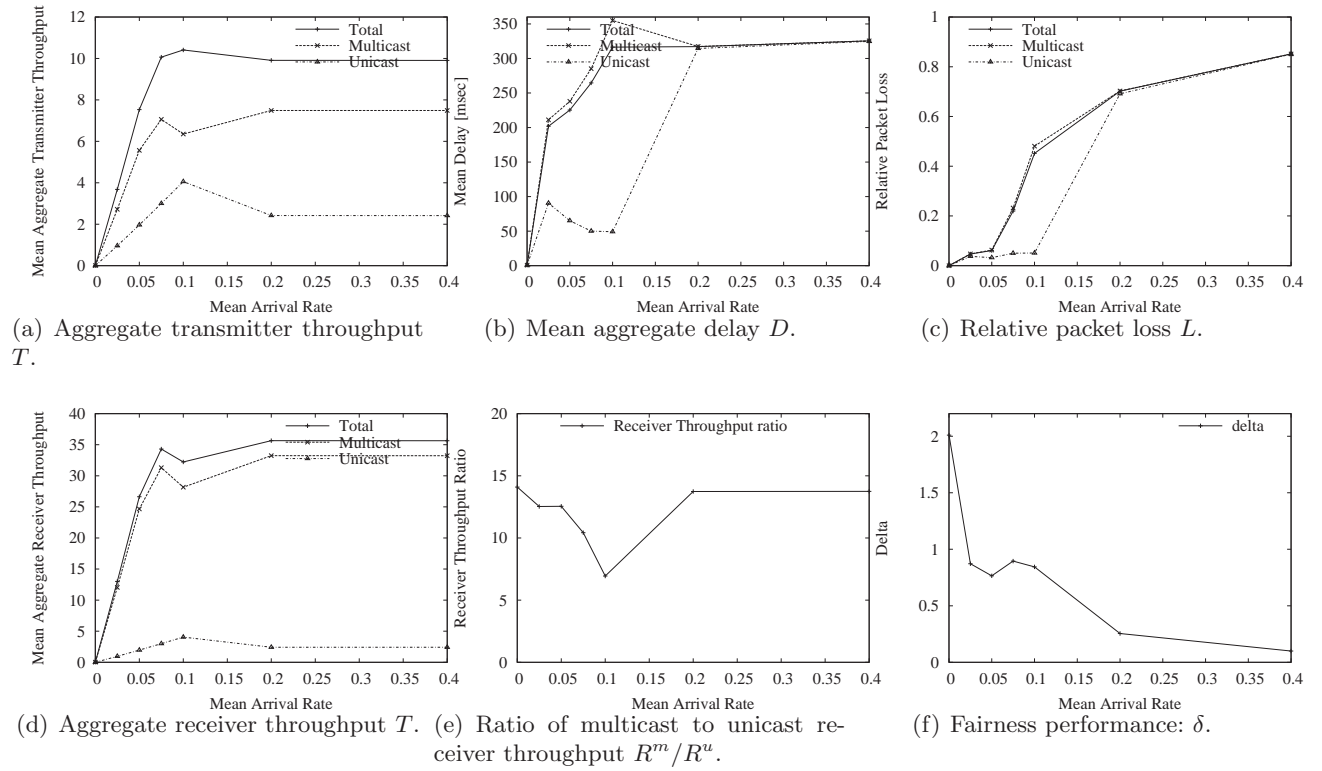 Mean Aggregate Transmitter Throughput
12
10
8
6
4
2
0
Total
Multicast
Unicast
0 0.05 0.1 0.15 0.2 0.25 0.3 0.35 0.4
Mean Arrival Rate
(a) Aggregate transmitter throughput
T.
Mean Delay [msec]
350
300
250
200
150
100
50
0
Total
Multicast
Unicast
0 0.05 0.1 0.15 0.2 0.25 0.3 0.35 0.4
Mean Arrival Rate
(b) Mean aggregate delay D.
Relative Packet Loss
1
0.8
0.6
0.4
0.2
0
Total
Multicast
Unicast
0 0.05 0.1 0.15 0.2 0.25 0.3 0.35 0.4
Mean Arrival Rate
(c) Relative packet loss L.
Mean Aggregate Receiver Throughput
40
35
30
25
20
15
10
5
0
Total
Multicast
Unicast
0 0.05 0.1 0.15 0.2 0.25 0.3 0.35 0.4
Mean Arrival Rate
(d) Aggregate receiver throughput T.
Receiver Throughput Ratio
20
15
10
5
0
Receiver Throughput ratio
0 0.05 0.1 0.15 0.2 0.25 0.3 0.35 0.4
Mean Arrival Rate
(e) Ratio of multicast to unicast re-
ceiver throughput R^m/R^u.
Delta
2
1.5
1
0.5
0
delta
0 0.05 0.1 0.15 0.2 0.25 0.3 0.35 0.4
Mean Arrival Rate
(f) Fairness performance: δ.